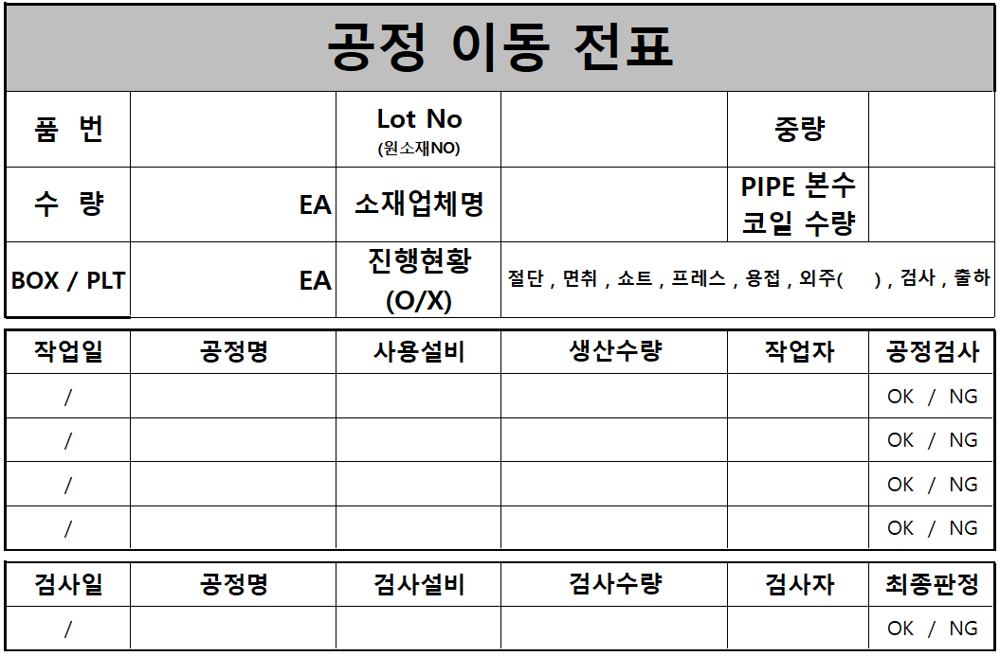 공정 이동 전표
품 번 Lot No 중량
(원소재NO)
수 량 EA 소재업체명 PIPE 본수
코일 수량
BOX / PLT EA 진행현황 절단 , 면취 , 쇼트 , 프레스 , 용접 , 외주( ) , 검사 , 출하
(O/X)
작업일 공정명 사용설비 생산수량 작업자 공정검사
/ OK / NG
/ OK / NG
/ OK / NG
/ OK / NG
검사일 공정명 검사설비 검사수량 검사자 최종판정
/ OK / NG